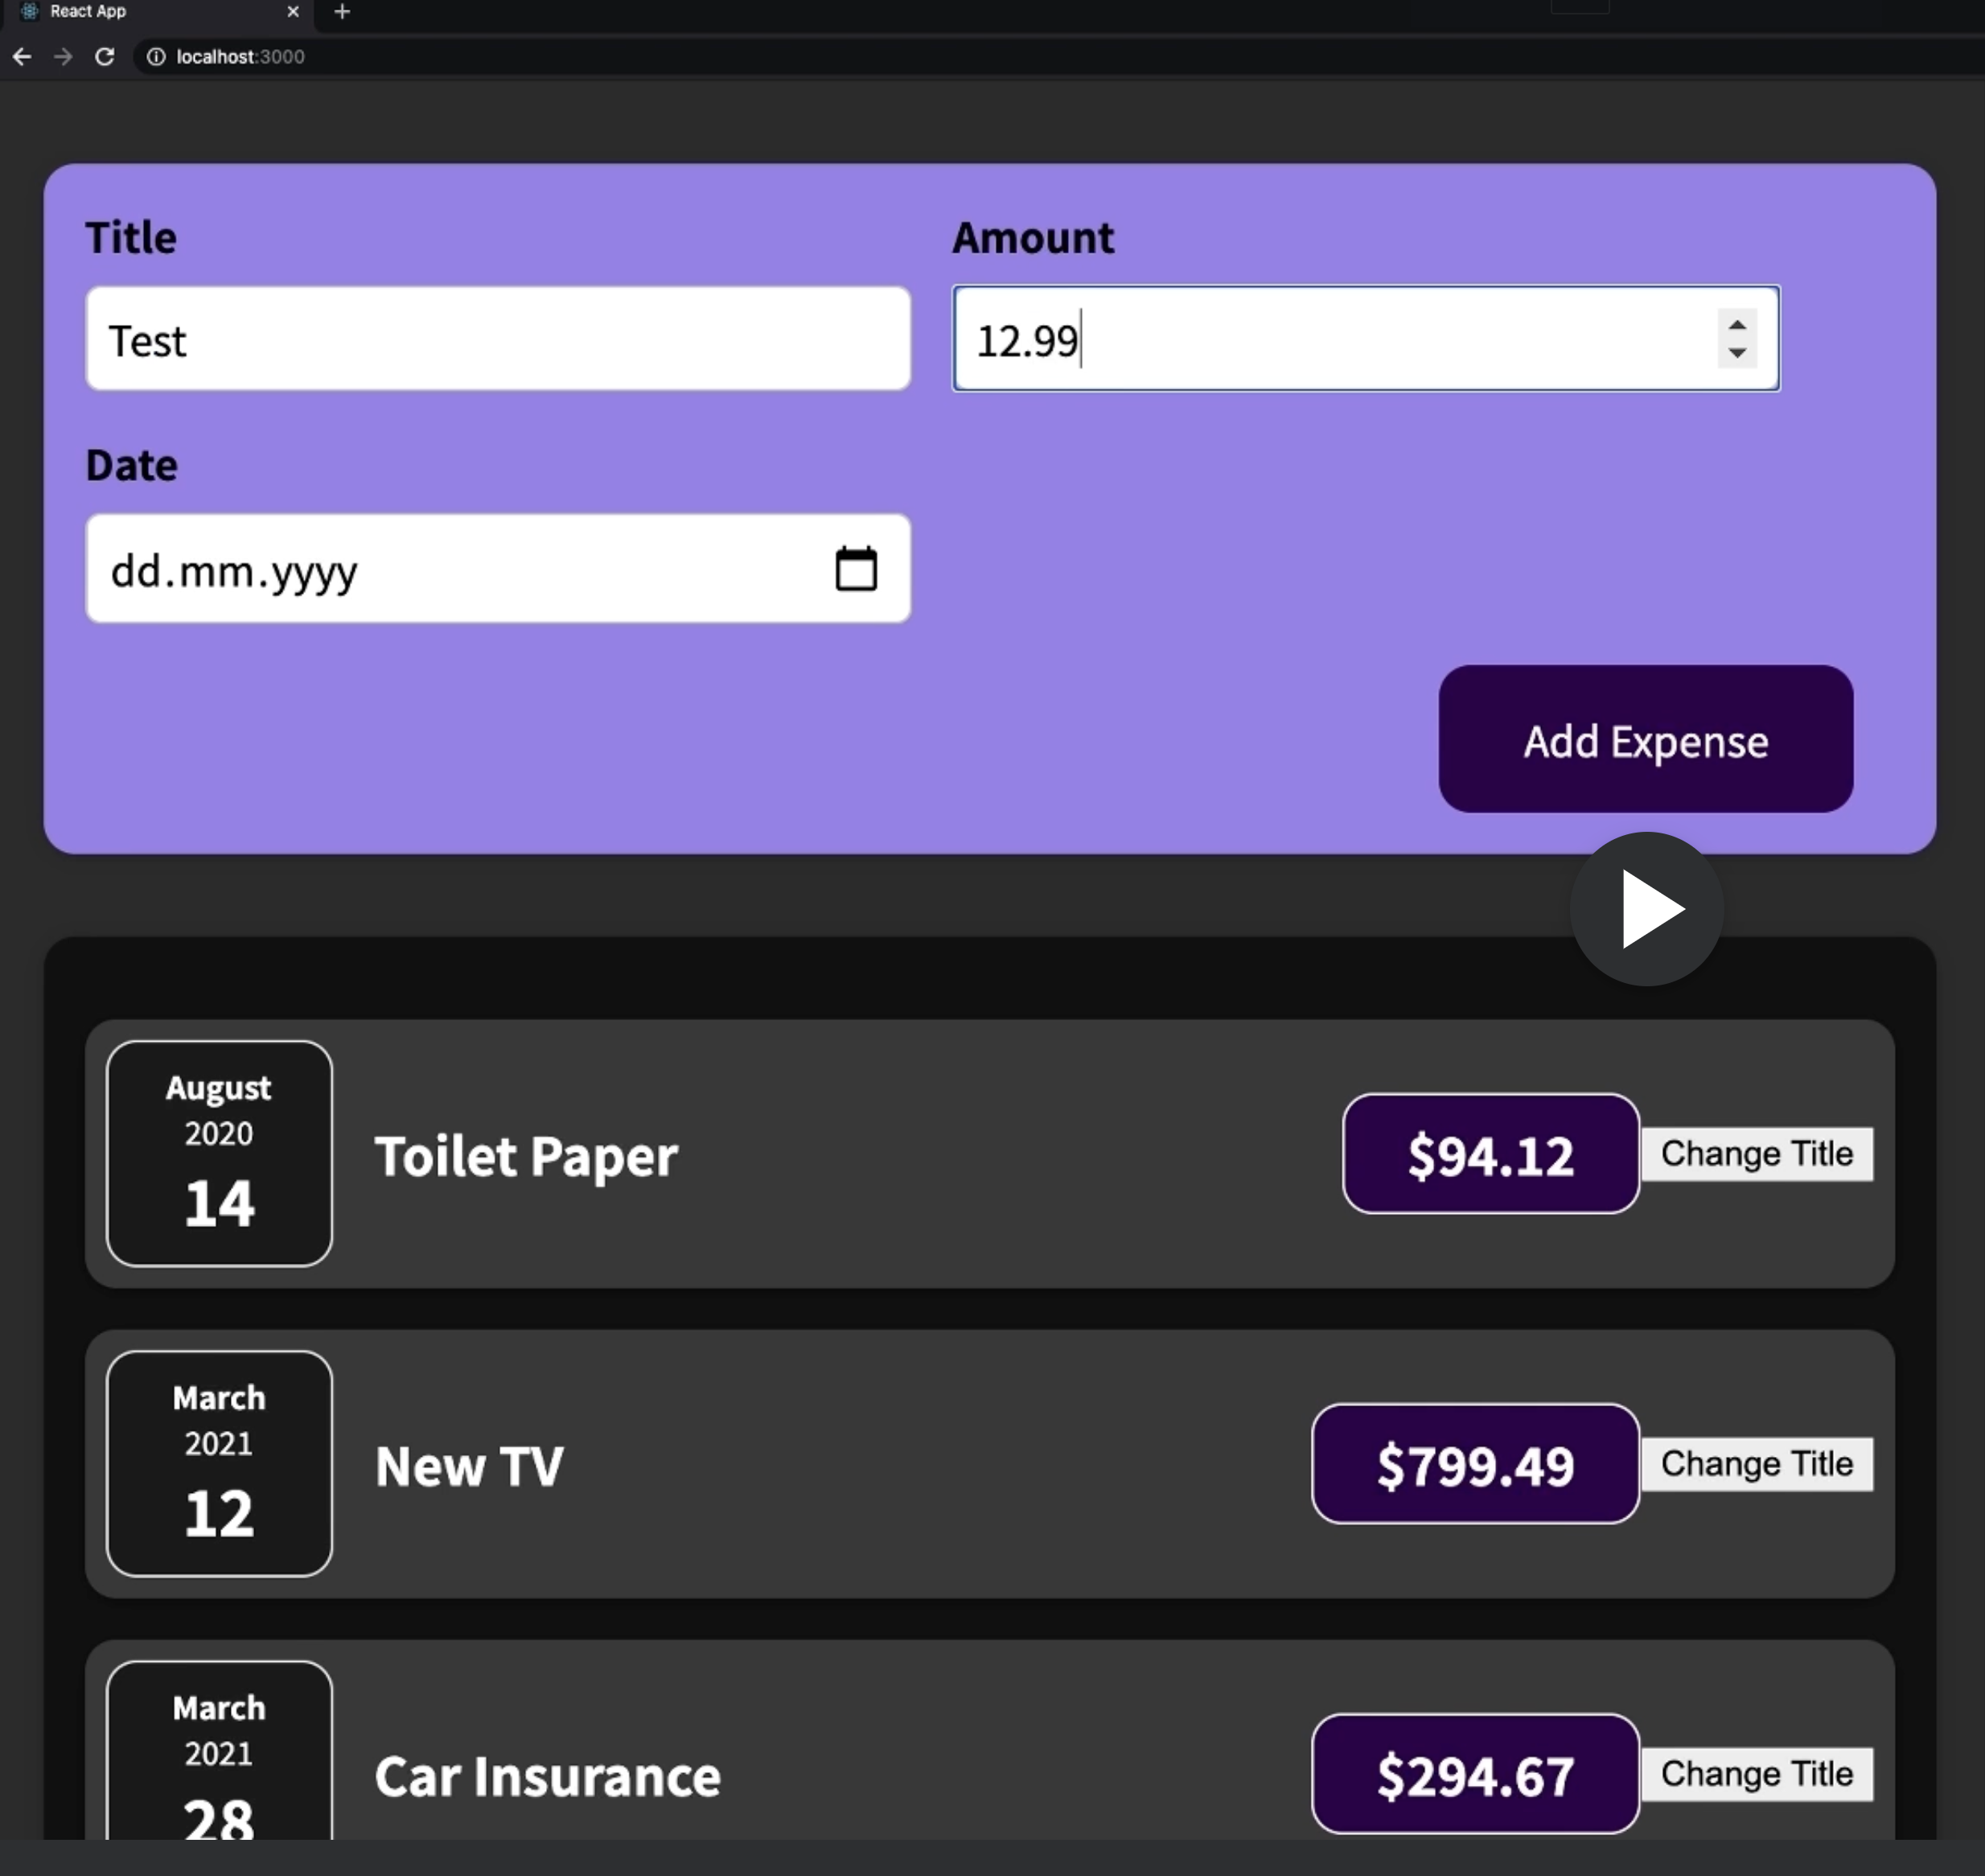 React App
localhost:3000
Title
Amount
Test
12.99
Date
dd.mm.yyyy
Add Expense
August
2020
14
Toilet Paper
$94.12
Change Title
March
2021
12
New TV
$799.49
Change Title
March
2021
28
Car Insurance
$294.67
Change Title